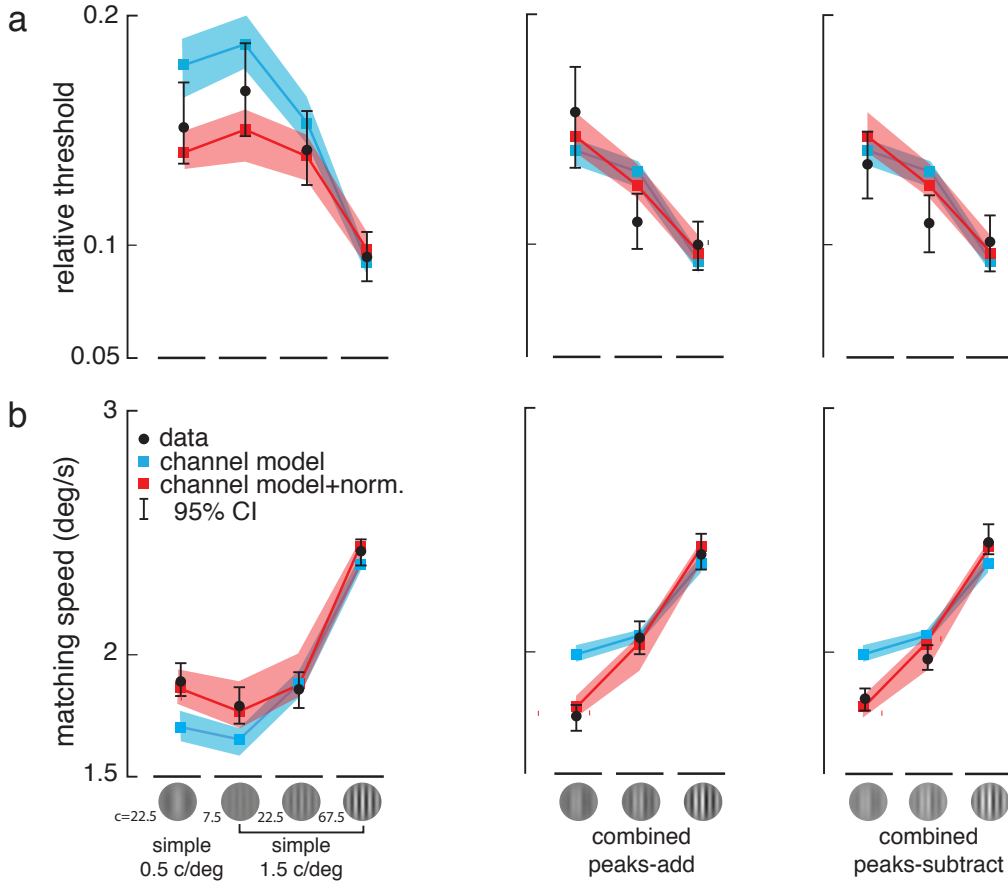 a
0.2
0.1
0.05
relative threshold
b
3
2
1.5
matching speed (deg/s)
data
channel model
channel model+norm.
95% CI
c=22.5
7.5
22.5
67.5
simple
0.5 c/deg
simple
1.5 c/deg
combined
peaks-add
combined
peaks-subtract